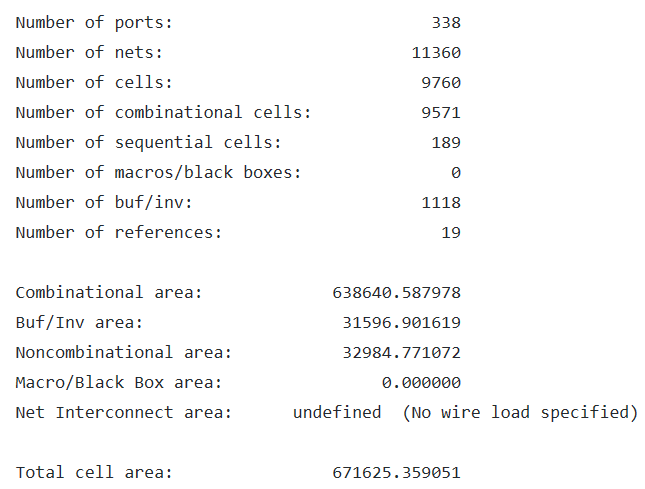 Number of ports: 338
Number of nets: 11360
Number of cells: 9760
Number of combinational cells: 9571
Number of sequential cells: 189
Number of macros/black boxes: 0
Number of buf/inv: 1118
Number of references: 19
Combinational area: 638640.587978
Buf/Inv area: 31596.901619
Noncombinational area: 32984.771072
Macro/Black Box area: 0.000000
Net Interconnect area: undefined (No wire load specified)
Total cell area: 671625.359051